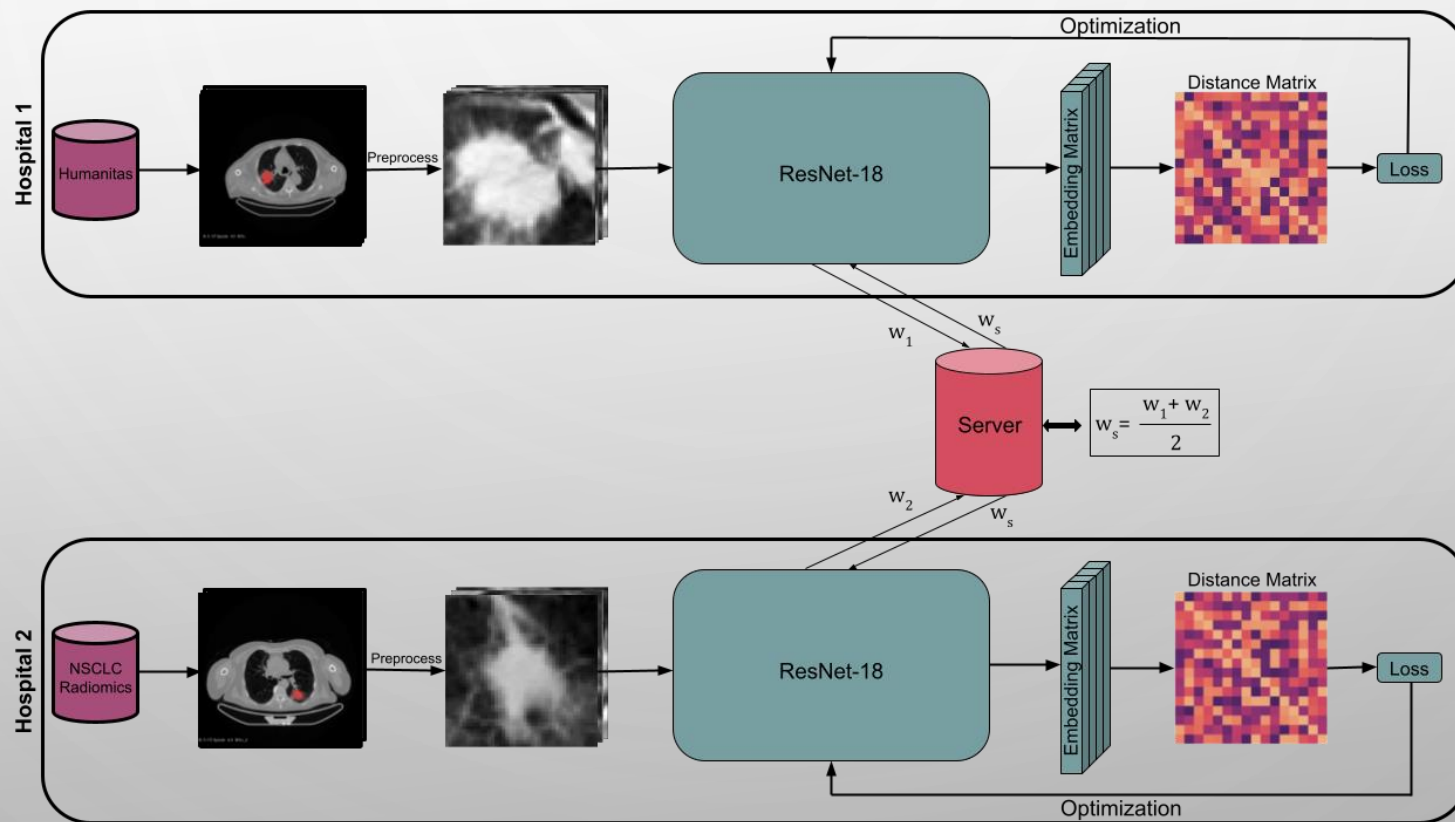 Optimization
Hospital 1
Humanitas
Preprocess
ResNet-18
Embedding Matrix
Distance Matrix
Loss
w₁
wₛ
Server
wₛ= w₁+ w₂
2
w₂
wₛ
Hospital 2
NSCLC
Radiomics
Preprocess
ResNet-18
Embedding Matrix
Distance Matrix
Loss
Optimization